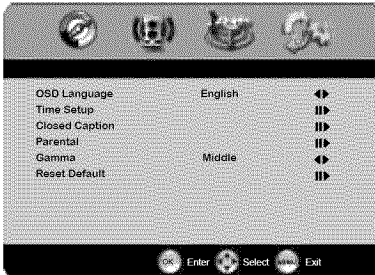 OSD Language English
Time Setup
Closed Caption
Parental
Gamma Middle
Reset Default
OK Enter Select MENU Exit